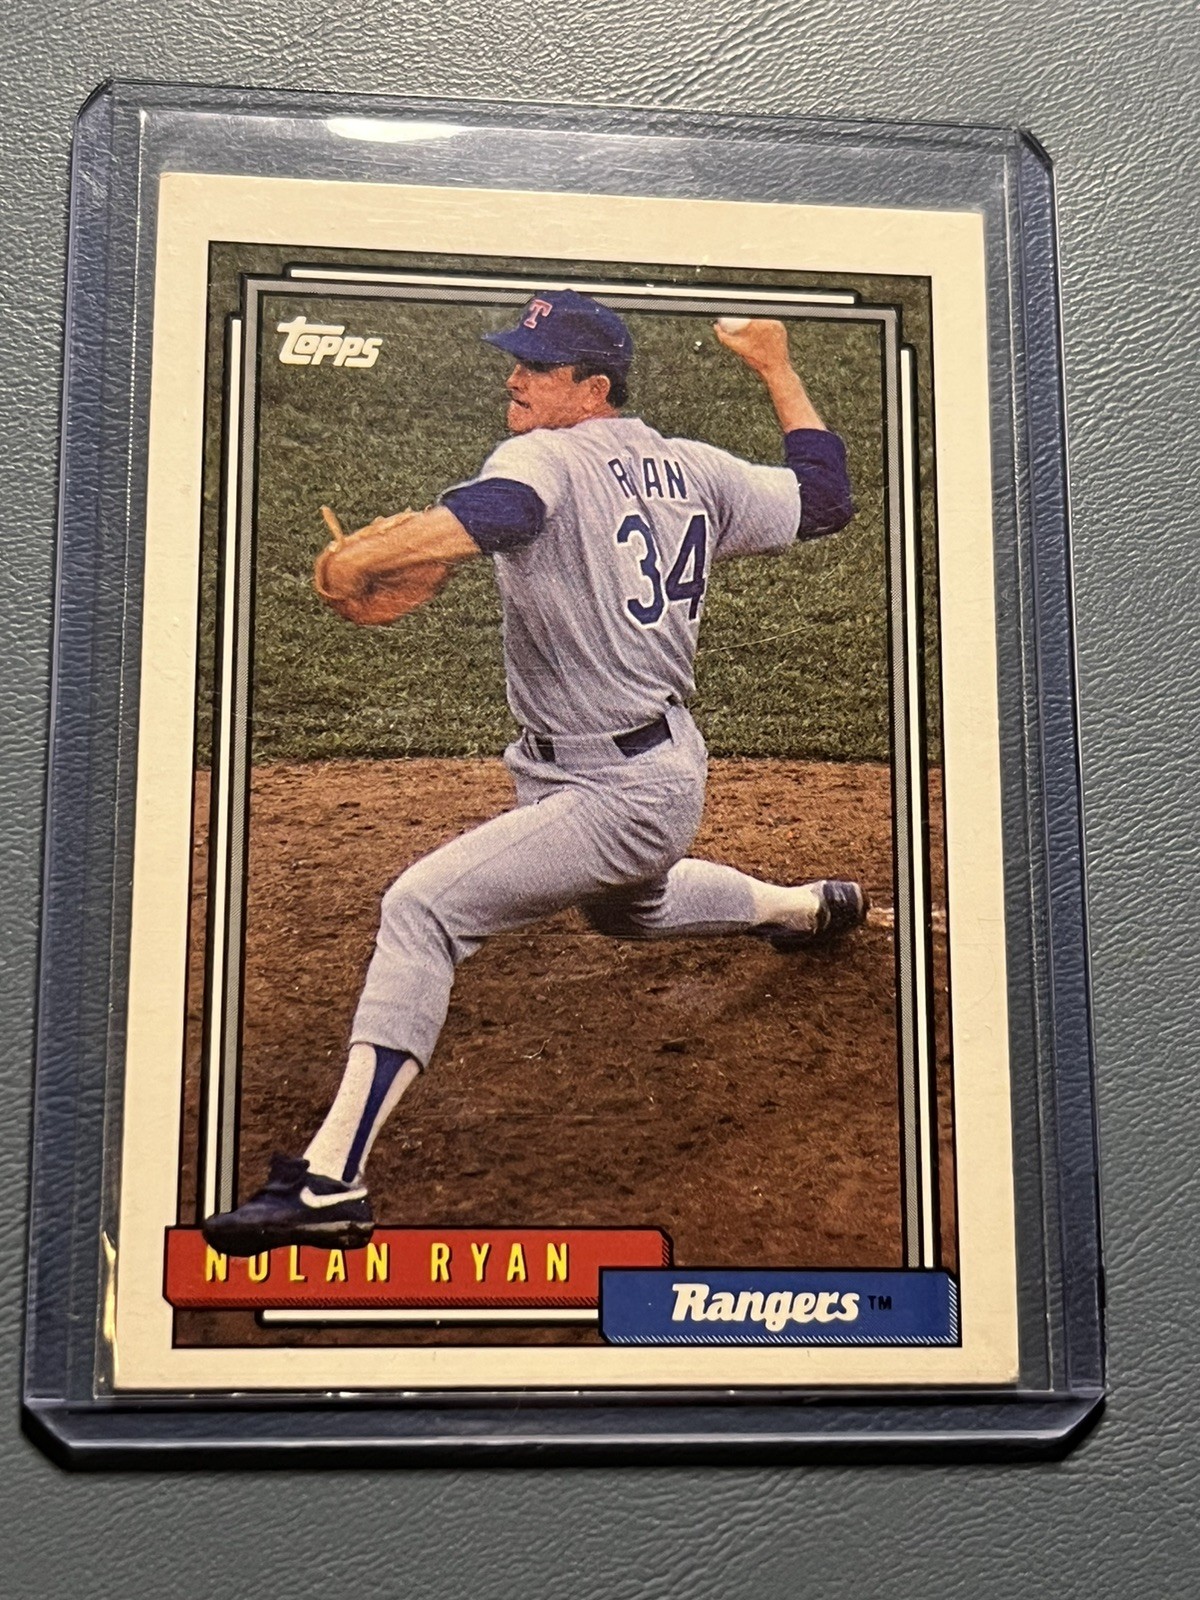 T
topps
RYAN
34
NOLAN RYAN
Rangers™